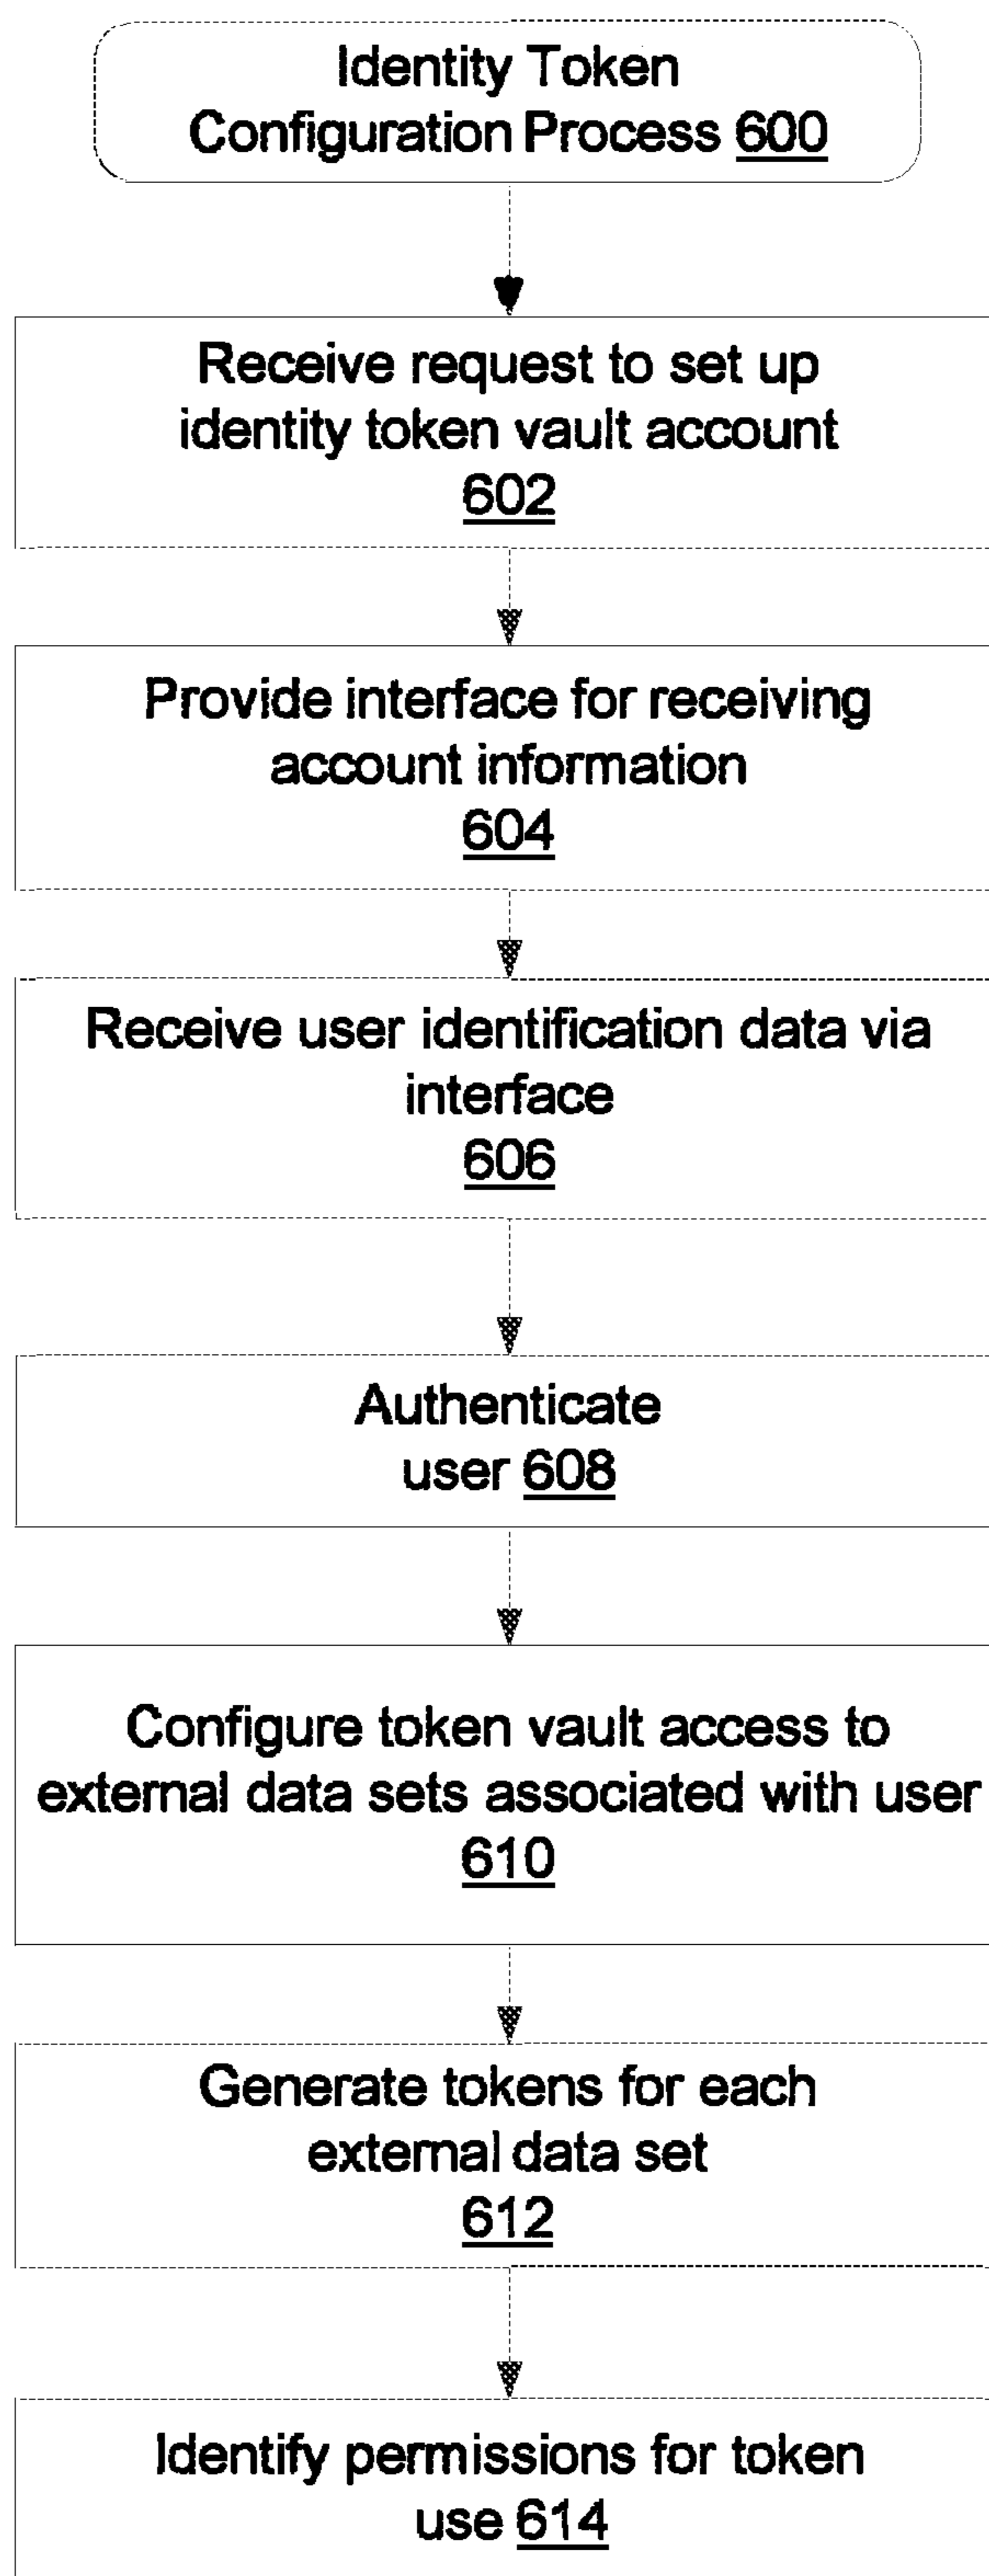 Identity Token
Configuration Process 600
Receive request to set up
identity token vault account
602
Provide interface for receiving
account information
604
Receive user identification data via
interface
606
Authenticate
user 608
Configure token vault access to
external data sets associated with user
610
Generate tokens for each
external data set
612
Identify permissions for token
use 614